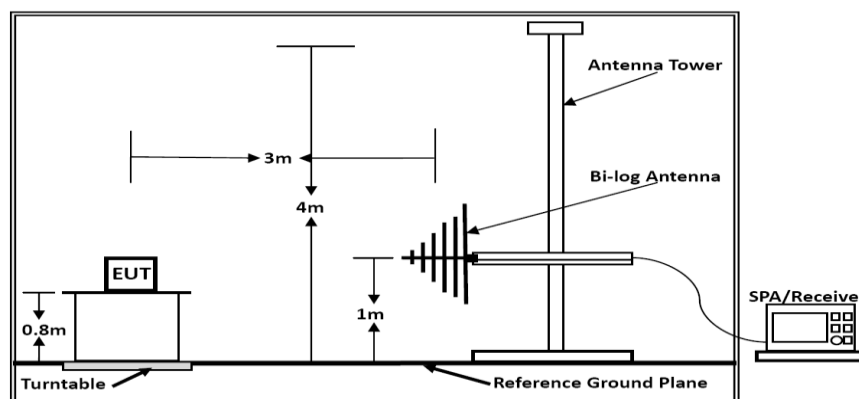 Antenna Tower
3m
Bi-log Antenna
4m
EUT
SPA/Receive
0.8m
1m
Turntable
Reference Ground Plane